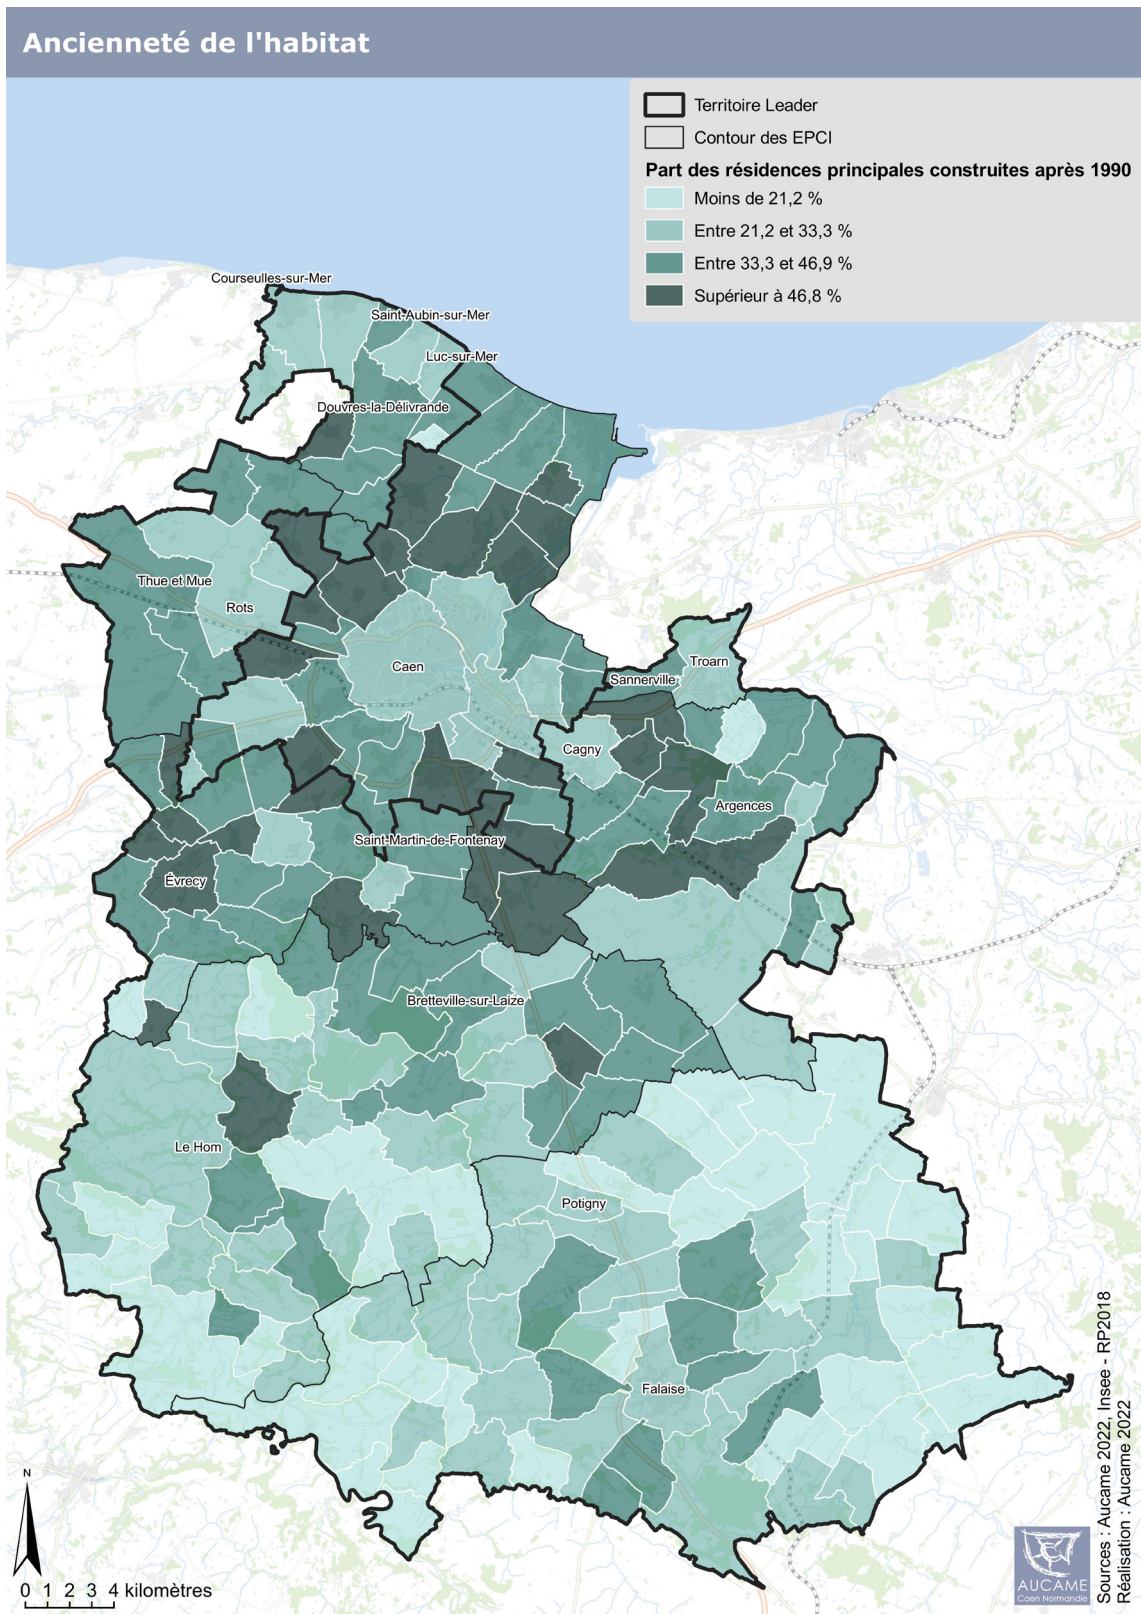 Ancienneté de l'habitat
Territoire Leader
Contour des EPCI
Part des résidences principales construites après 1990
Moins de 21,2 %
Entre 21,2 et 33,3 %
Entre 33,3 et 46,9 %
Supérieur à 46,8 %
Courseulles-sur-Mer
Saint-Aubin-sur-Mer
Luc-sur-Mer
Douvres-la-Délivrande
Thue et Mue
Rots
Caen
Troarn
Sannerville
Cagny
Argences
Saint-Martin-de-Fontenay
Évrecy
Bretteville-sur-Laize
Le Hom
Potigny
Falaise
N
0 1 2 3 4 kilomètres
AUCAME
Caen Normandie
Sources : Aucame 2022, Insee - RP2018
Réalisation : Aucame 2022